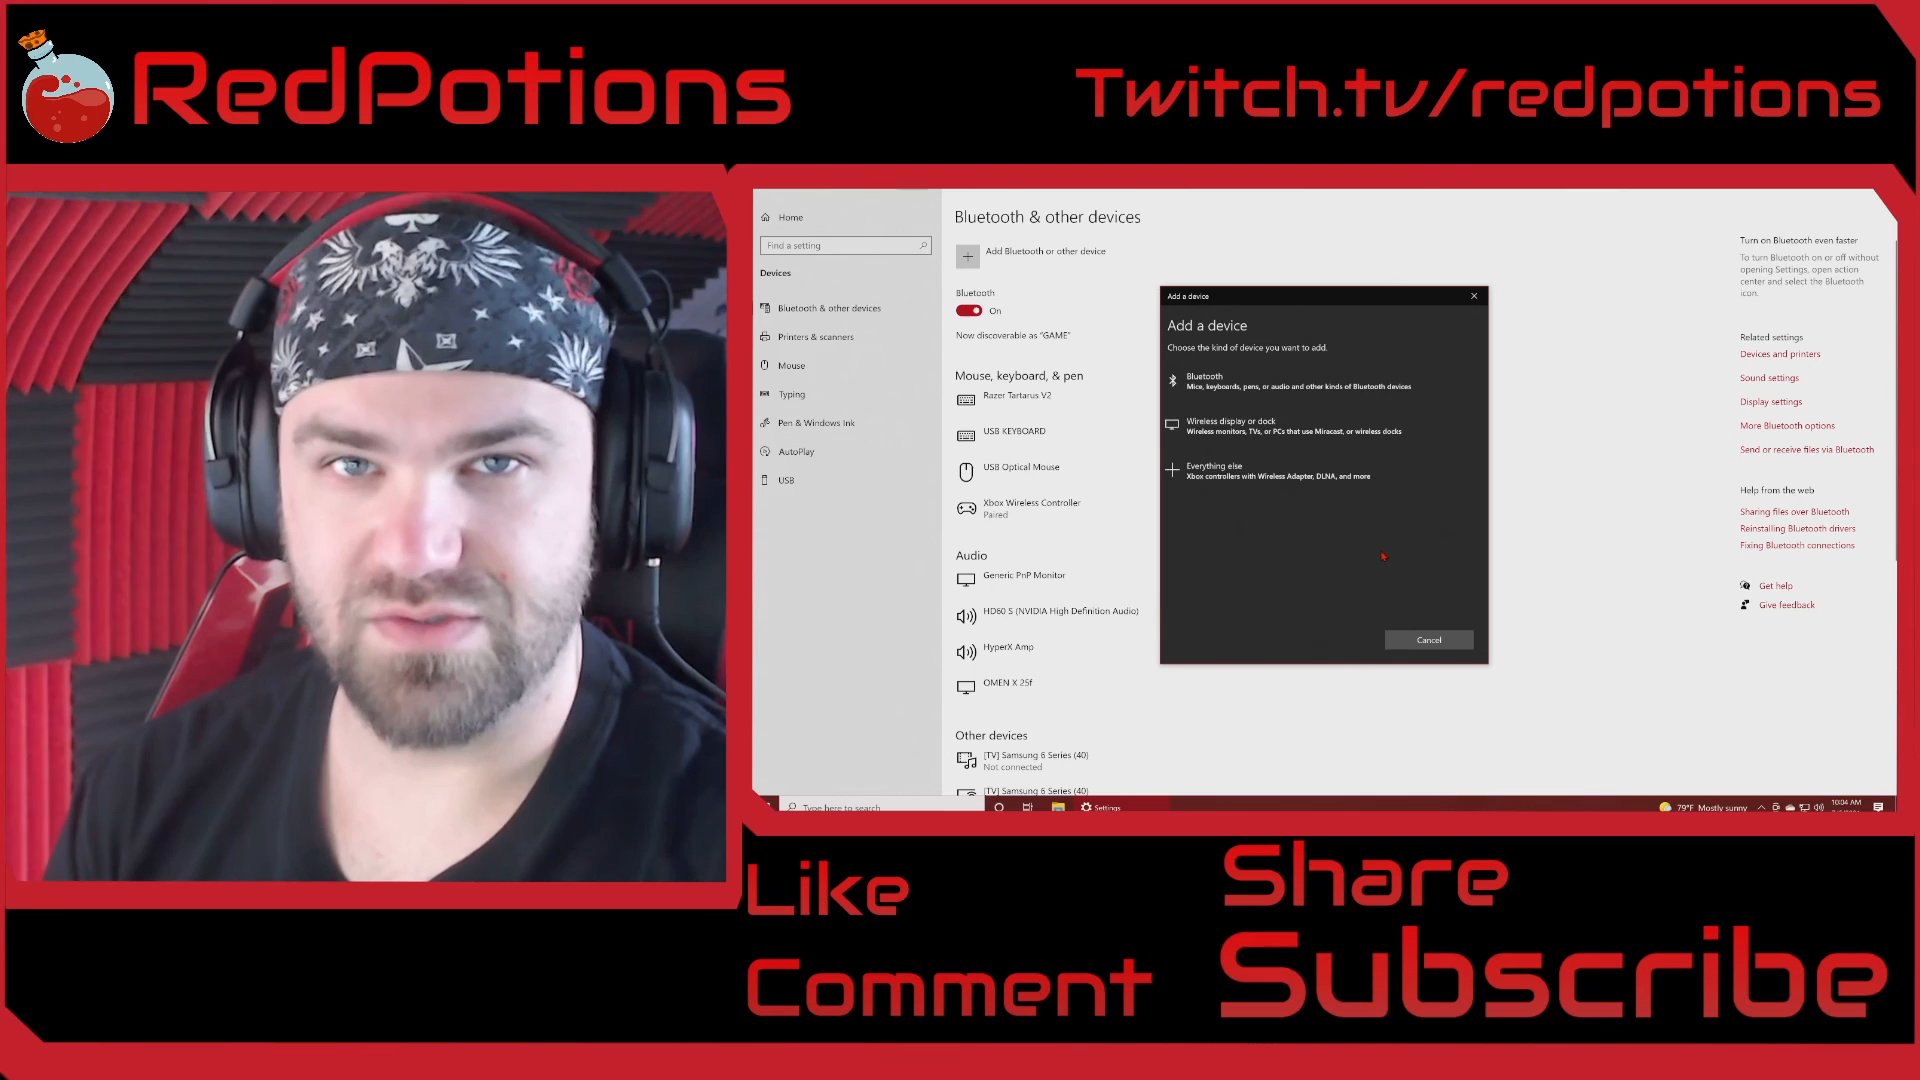 RedPotions
Twitch.tv/redpotions
Home
Find a setting
Devices
Bluetooth & other devices
Printers & scanners
Mouse
Typing
Pen & Windows Ink
AutoPlay
USB
Bluetooth & other devices
Add Bluetooth or other device
Bluetooth
On
Now discoverable as "GAME"
Mouse, keyboard, & pen
Razer Tartarus V2
USB KEYBOARD
USB Optical Mouse
Xbox Wireless Controller
Paired
Audio
Generic PnP Monitor
HD60 S (NVIDIA High Definition Audio)
HyperX Amp
OMEN X 25f
Other devices
[TV] Samsung 6 Series (40)
Not connected
[TV] Samsung 6 Series (40)
Add a device
Add a device
Choose the kind of device you want to add.
Bluetooth
Mice, keyboards, pens, or audio and other kinds of Bluetooth devices
Wireless display or dock
Wireless monitors, TVs, or PCs that use Miracast, or wireless docks
Everything else
Xbox controllers with Wireless Adapter, DLNA, and more
Cancel
Turn on Bluetooth even faster
To turn Bluetooth on or off without
opening Settings, open action
center and select the Bluetooth
icon.
Related settings
Devices and printers
Sound settings
Display settings
More Bluetooth options
Send or receive files via Bluetooth
Help from the web
Sharing files over Bluetooth
Reinstalling Bluetooth drivers
Fixing Bluetooth connections
Get help
Give feedback
Type here to search
Settings
79°F Mostly sunny
10:04 AM
Like
Share
Comment
Subscribe